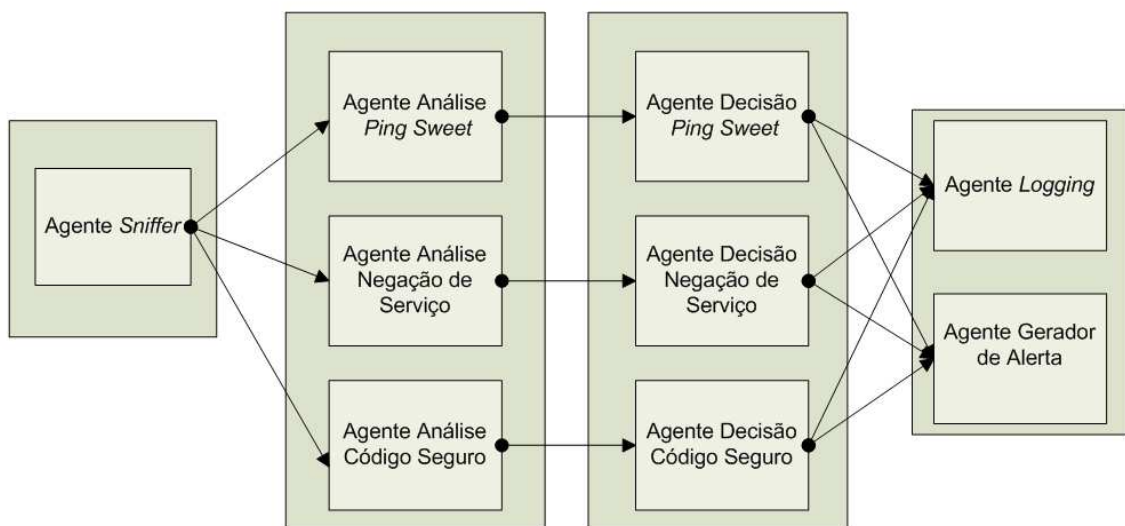 Agente Sniffer
Agente Análise
Ping Sweet
Agente Análise
Negação de
Serviço
Agente Análise
Código Seguro
Agente Decisão
Ping Sweet
Agente Decisão
Negação de
Serviço
Agente Decisão
Código Seguro
Agente Logging
Agente Gerador
de Alerta